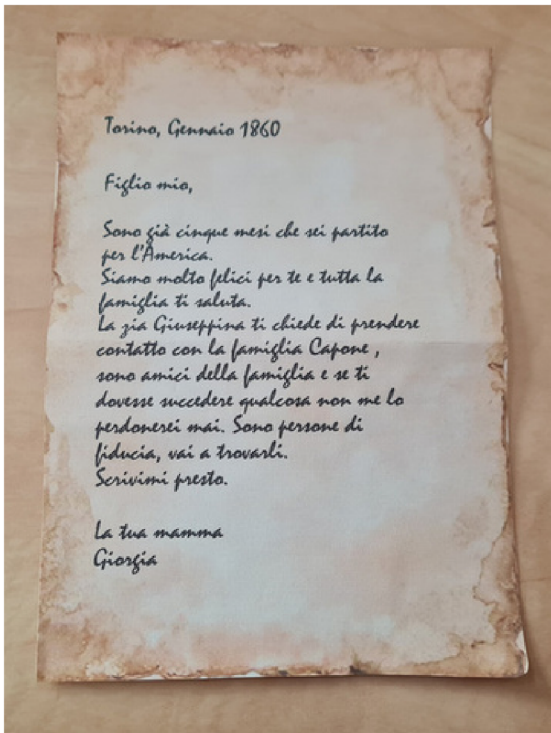 Torino, Gennaio 1860
Figlio mio,
Sono già cinque mesi che sei partito
per l'America.
Siamo molto felici per te e tutta la
famiglia ti saluta.
La zia Giuseppina ti chiede di prendere
contatto con la famiglia Capone ,
sono amici della famiglia e se ti
dovesse succedere qualcosa non me lo
perdonerei mai. Sono persone di
fiducia, vai a trovarli.
Scrivimi presto.
La tua mamma
Giorgia